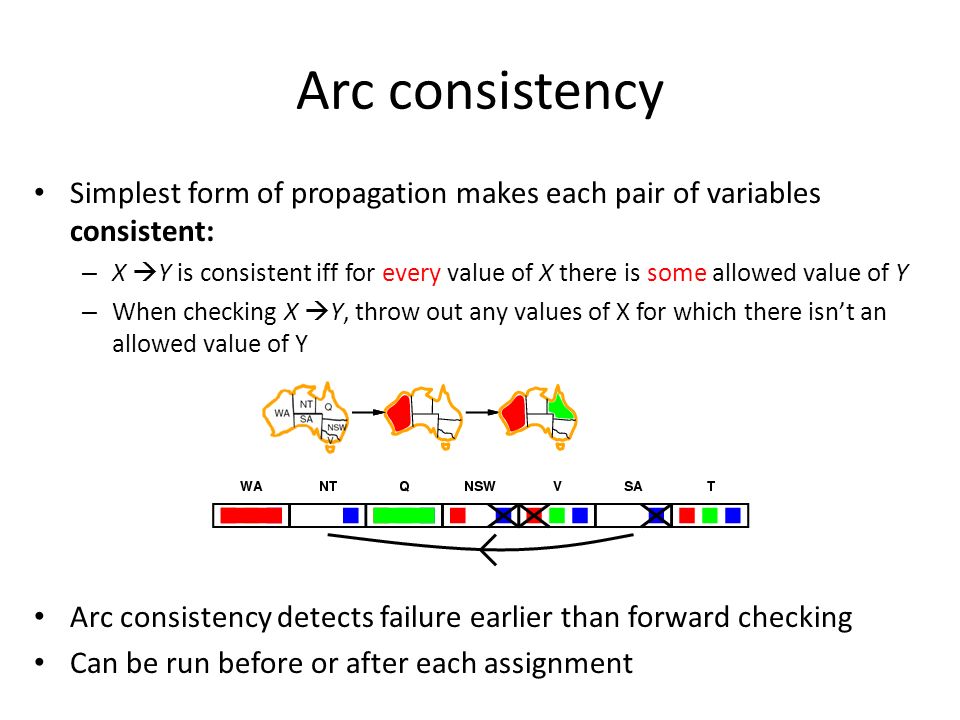 Arc consistency
• Simplest form of propagation makes each pair of variables
consistent:
– X → Y is consistent iff for every value of X there is some allowed value of Y
– When checking X → Y, throw out any values of X for which there isn’t an
allowed value of Y
WA NT Q
SA
NSW
V
WA NT Q NSW V SA T
• Arc consistency detects failure earlier than forward checking
• Can be run before or after each assignment